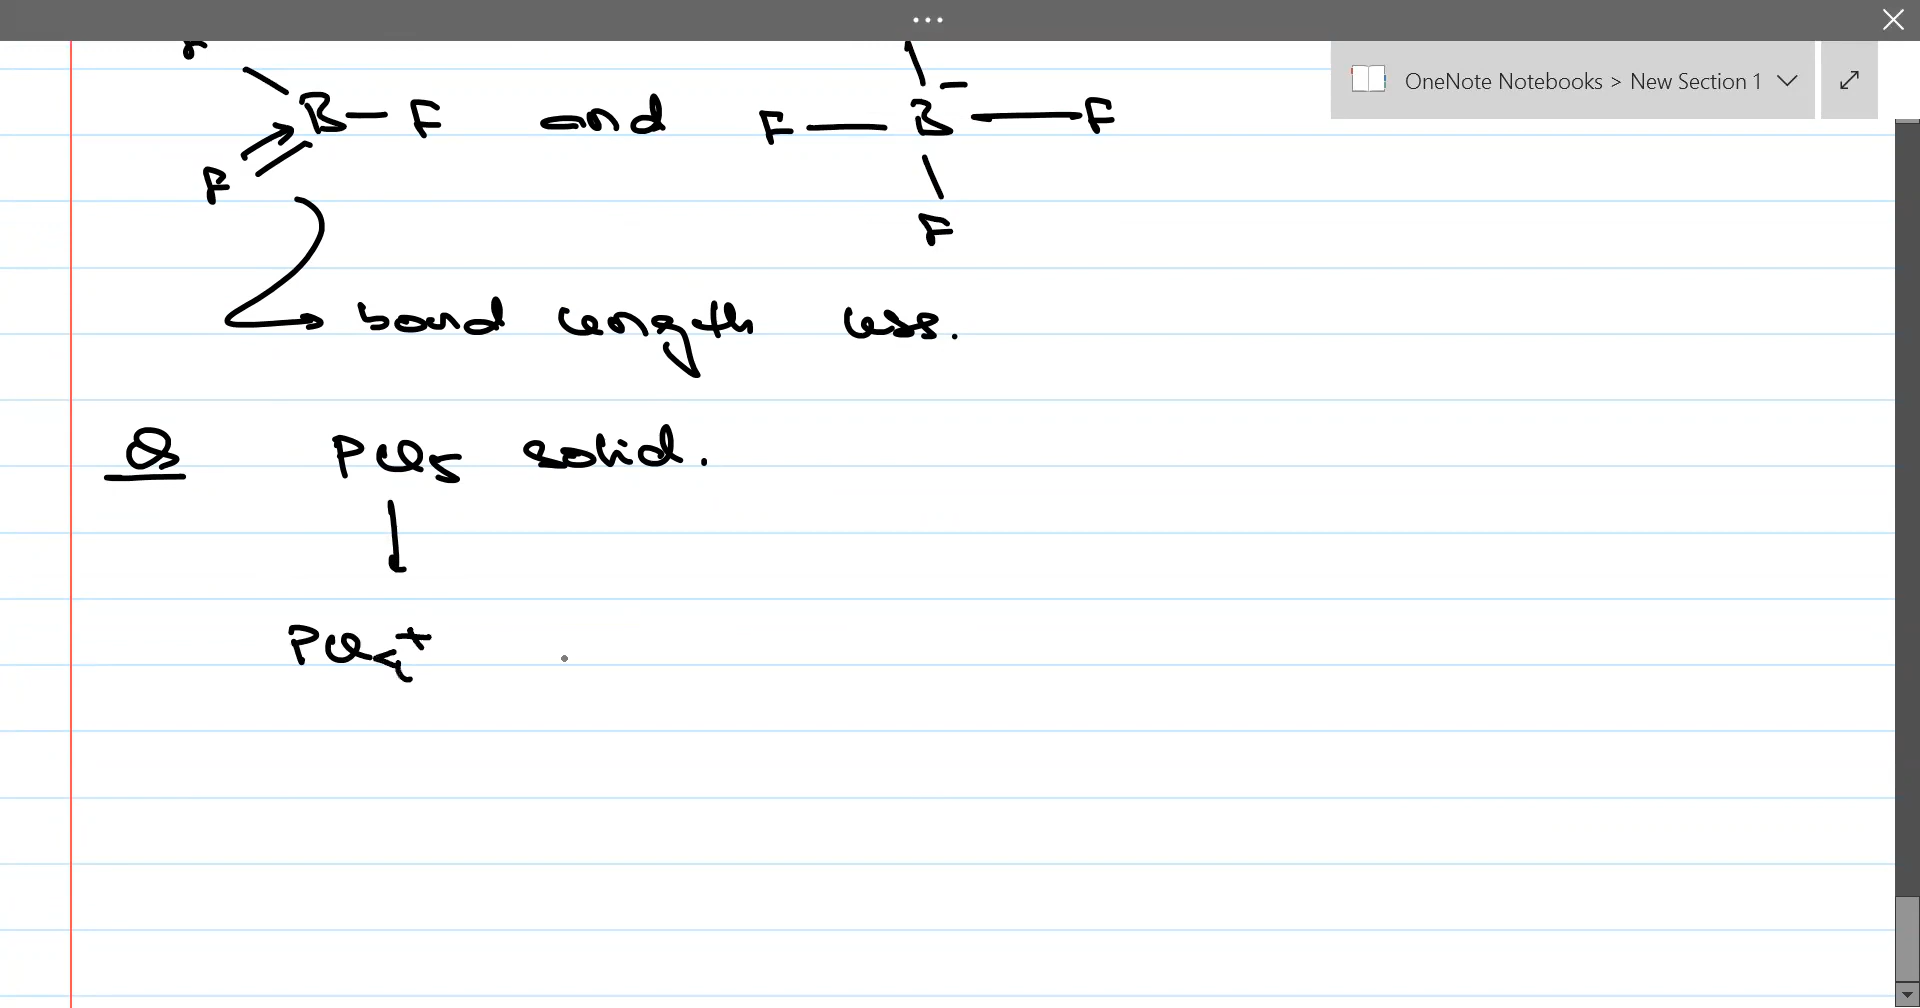 OneNote Notebooks > New Section 1
B — F and F — B⁻ — F
F
F
bond length less.
Q PCl5 solid.
PCl4+